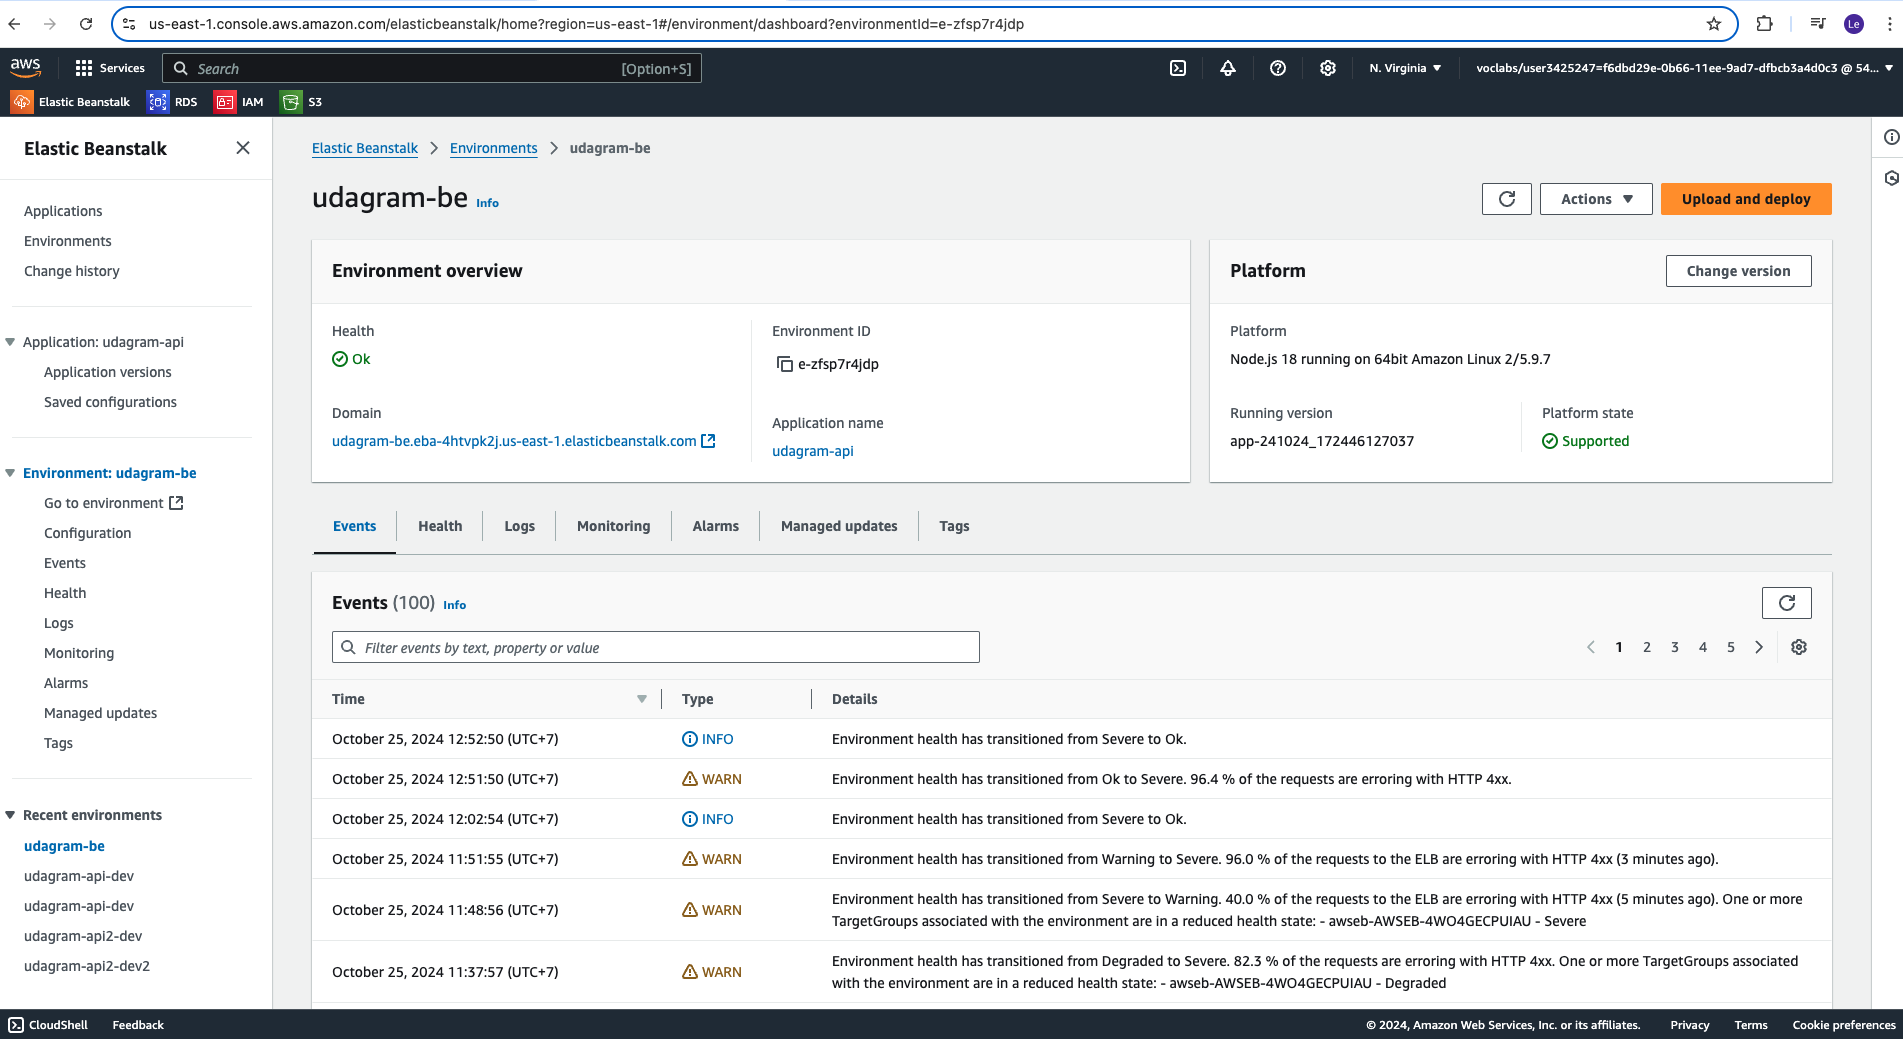 us-east-1.console.aws.amazon.com/elasticbeanstalk/home?region=us-east-1#/environment/dashboard?environmentId=e-zfsp7r4jdp
Le
aws
Services
Search
[Option+S]
N. Virginia
voclabs/user3425247=f6dbd29e-0b66-11ee-9ad7-dfbcb3a4d0c3 @ 54...
Elastic Beanstalk
RDS
IAM
S3
Elastic Beanstalk
Applications
Environments
Change history
Application: udagram-api
Application versions
Saved configurations
Environment: udagram-be
Go to environment
Configuration
Events
Health
Logs
Monitoring
Alarms
Managed updates
Tags
Recent environments
udagram-be
udagram-api-dev
udagram-api-dev
udagram-api2-dev
udagram-api2-dev2
Elastic Beanstalk > Environments > udagram-be
udagram-be Info
Actions
Upload and deploy
Environment overview
Health
Ok
Domain
udagram-be.eba-4htvpk2j.us-east-1.elasticbeanstalk.com
Environment ID
e-zfsp7r4jdp
Application name
udagram-api
Platform
Change version
Platform
Node.js 18 running on 64bit Amazon Linux 2/5.9.7
Running version
app-241024_172446127037
Platform state
Supported
Events
Health
Logs
Monitoring
Alarms
Managed updates
Tags
Events (100) Info
Filter events by text, property or value
1 2 3 4 5
Time Type Details
October 25, 2024 12:52:50 (UTC+7) INFO Environment health has transitioned from Severe to Ok.
October 25, 2024 12:51:50 (UTC+7) WARN Environment health has transitioned from Ok to Severe. 96.4 % of the requests are erroring with HTTP 4xx.
October 25, 2024 12:02:54 (UTC+7) INFO Environment health has transitioned from Severe to Ok.
October 25, 2024 11:51:55 (UTC+7) WARN Environment health has transitioned from Warning to Severe. 96.0 % of the requests to the ELB are erroring with HTTP 4xx (3 minutes ago).
October 25, 2024 11:48:56 (UTC+7) WARN Environment health has transitioned from Severe to Warning. 40.0 % of the requests to the ELB are erroring with HTTP 4xx (5 minutes ago). One or more
TargetGroups associated with the environment are in a reduced health state: - awseb-AWSEB-4WO4GECPUIAU - Severe
October 25, 2024 11:37:57 (UTC+7) WARN Environment health has transitioned from Degraded to Severe. 82.3 % of the requests are erroring with HTTP 4xx. One or more TargetGroups associated
with the environment are in a reduced health state: - awseb-AWSEB-4WO4GECPUIAU - Degraded
CloudShell
Feedback
© 2024, Amazon Web Services, Inc. or its affiliates.
Privacy
Terms
Cookie preferences